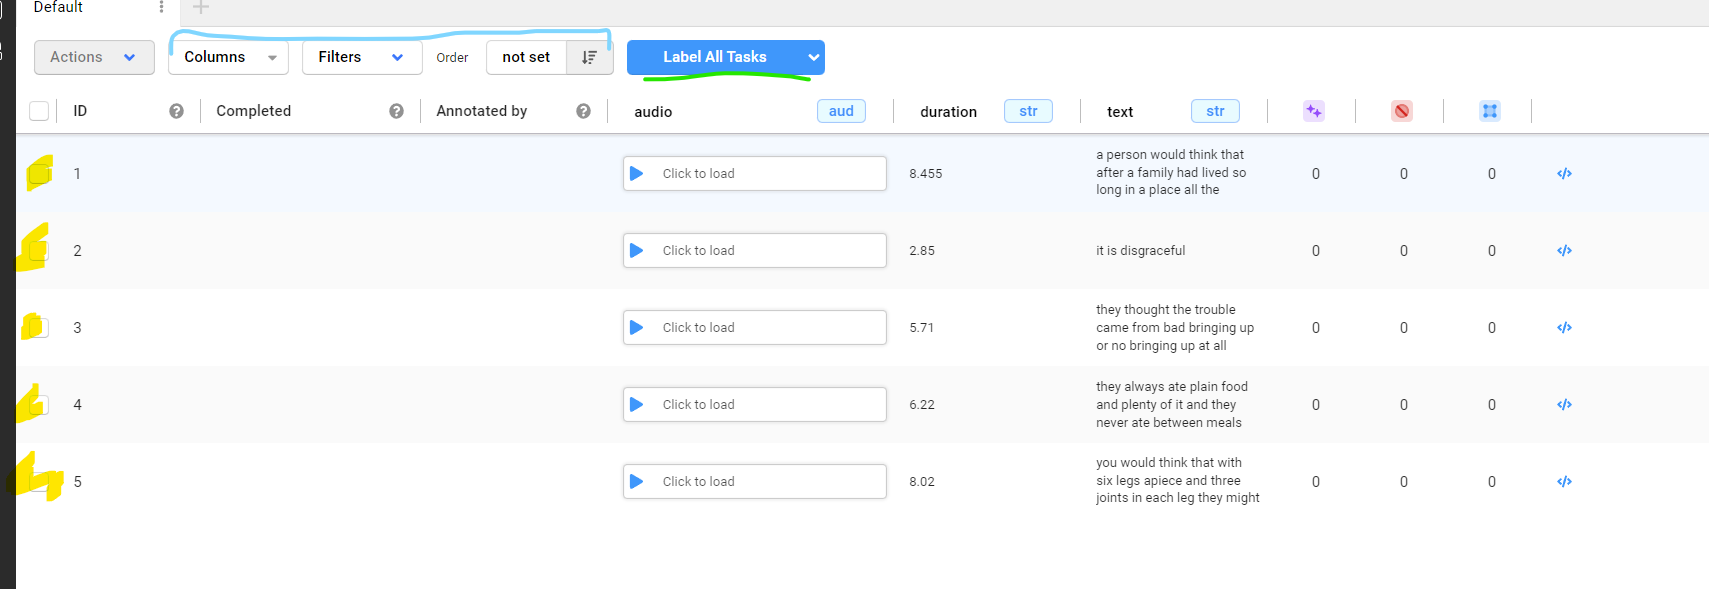 Default
Actions Columns Filters Order not set Label All Tasks
ID Completed Annotated by audio aud duration str text str
1 Click to load 8.455 a person would think that
after a family had lived so
long in a place all the
0 0 0
2 Click to load 2.85 it is disgraceful 0 0 0
3 Click to load 5.71 they thought the trouble
came from bad bringing up
or no bringing up at all
0 0 0
4 Click to load 6.22 they always ate plain food
and plenty of it and they
never ate between meals
0 0 0
5 Click to load 8.02 you would think that with
six legs apiece and three
joints in each leg they might
0 0 0